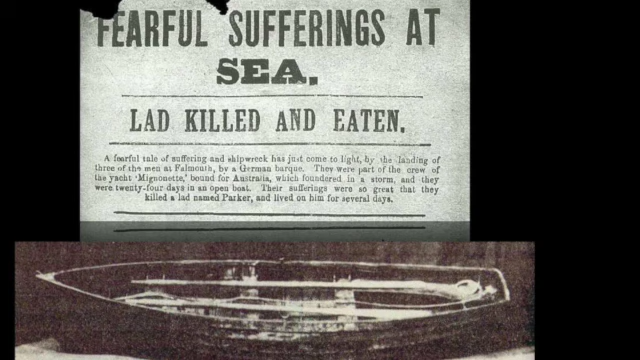 FEARFUL SUFFERINGS AT
SEA.
LAD KILLED AND EATEN.
A fearful tale of suffering and shipwreck has just come to light, by the landing of
three of the men at Falmouth, by a German barque. They were part of the crew of
the yacht 'Mignonette,' bound for Australia, which foundered in a storm, and they
were twenty-four days in an open boat. Their sufferings were so great that they
killed a lad named Parker, and lived on him for several days.